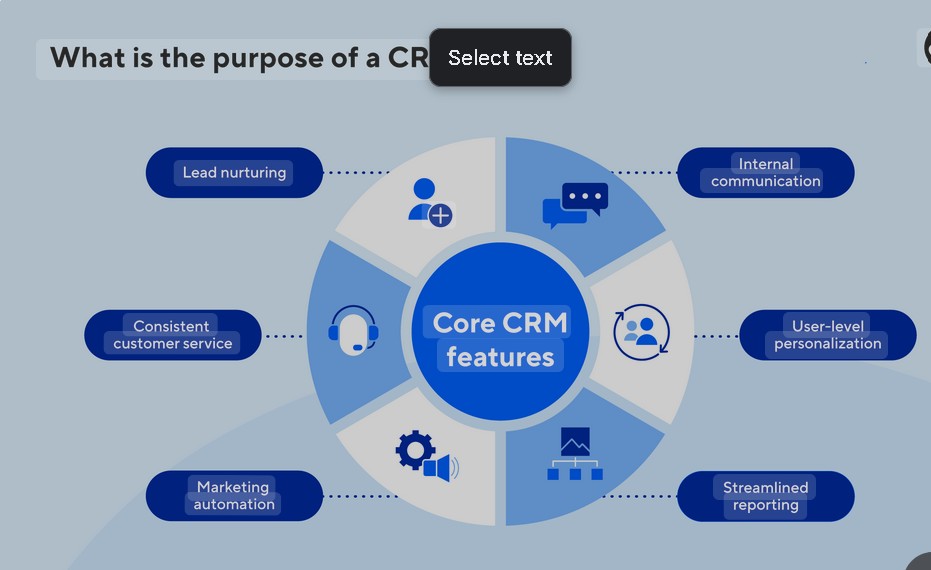 What is the purpose of a CR
Select text
Lead nurturing
Internal
communication
Core CRM
features
Consistent
customer service
User-level
personalization
Marketing
automation
Streamlined
reporting